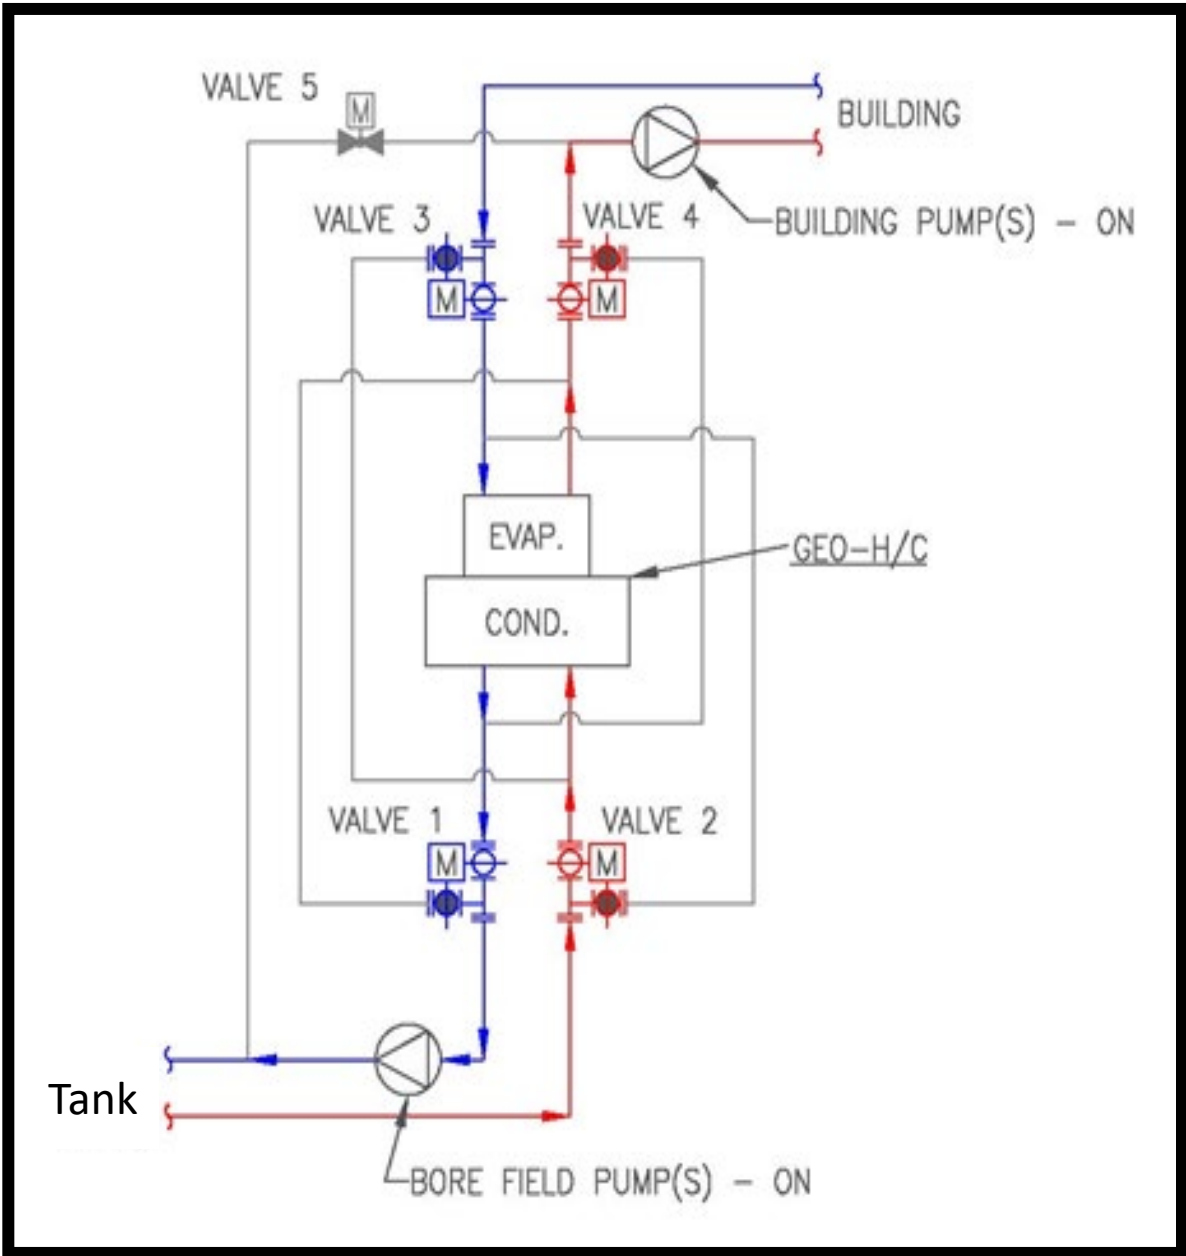 VALVE 5
M
BUILDING
BUILDING PUMP(S) - ON
VALVE 3
VALVE 4
M
M
EVAP.
GEO-H/C
COND.
VALVE 1
VALVE 2
M
M
Tank
BORE FIELD PUMP(S) - ON